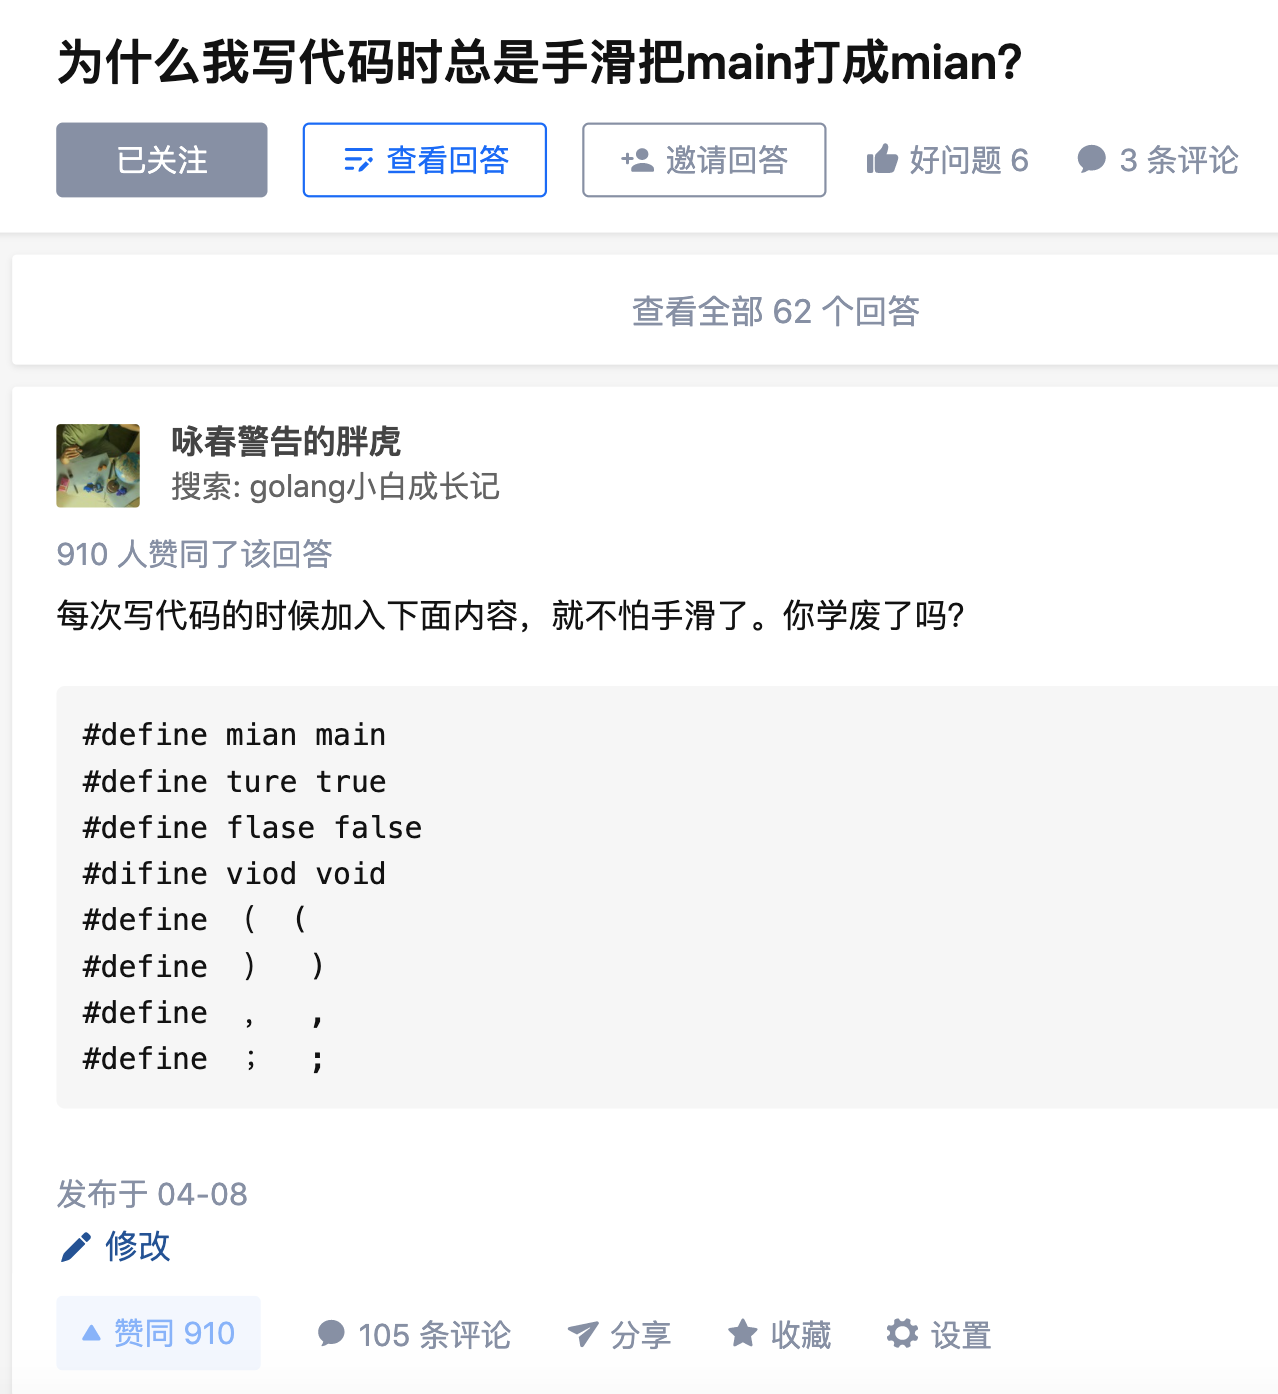 为什么我写代码时总是手滑把main打成mian?
已关注 查看回答 邀请回答 好问题 6 3 条评论
查看全部 62 个回答
咏春警告的胖虎
搜索: golang小白成长记
910 人赞同了该回答
每次写代码的时候加入下面内容，就不怕手滑了。你学废了吗?
#define mian main
#define ture true
#define flase false
#difine viod void
#define （ (
#define ） )
#define ， ,
#define ； ;
发布于 04-08
修改
赞同 910 105 条评论 分享 收藏 设置